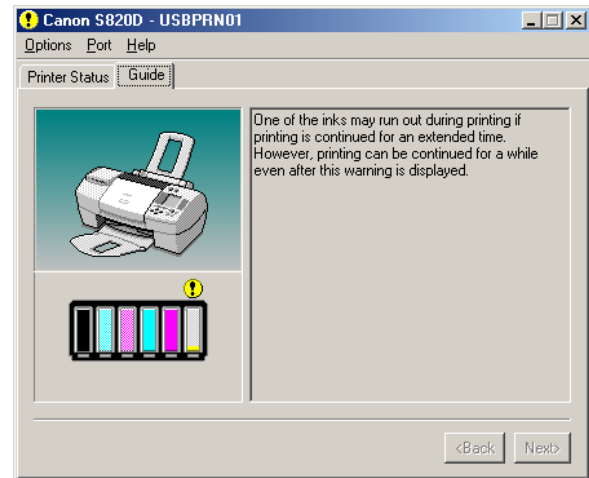 Canon S820D - USBPRN01
Options Port Help
Printer Status Guide
One of the inks may run out during printing if
printing is continued for an extended time.
However, printing can be continued for a while
even after this warning is displayed.
<Back Next>